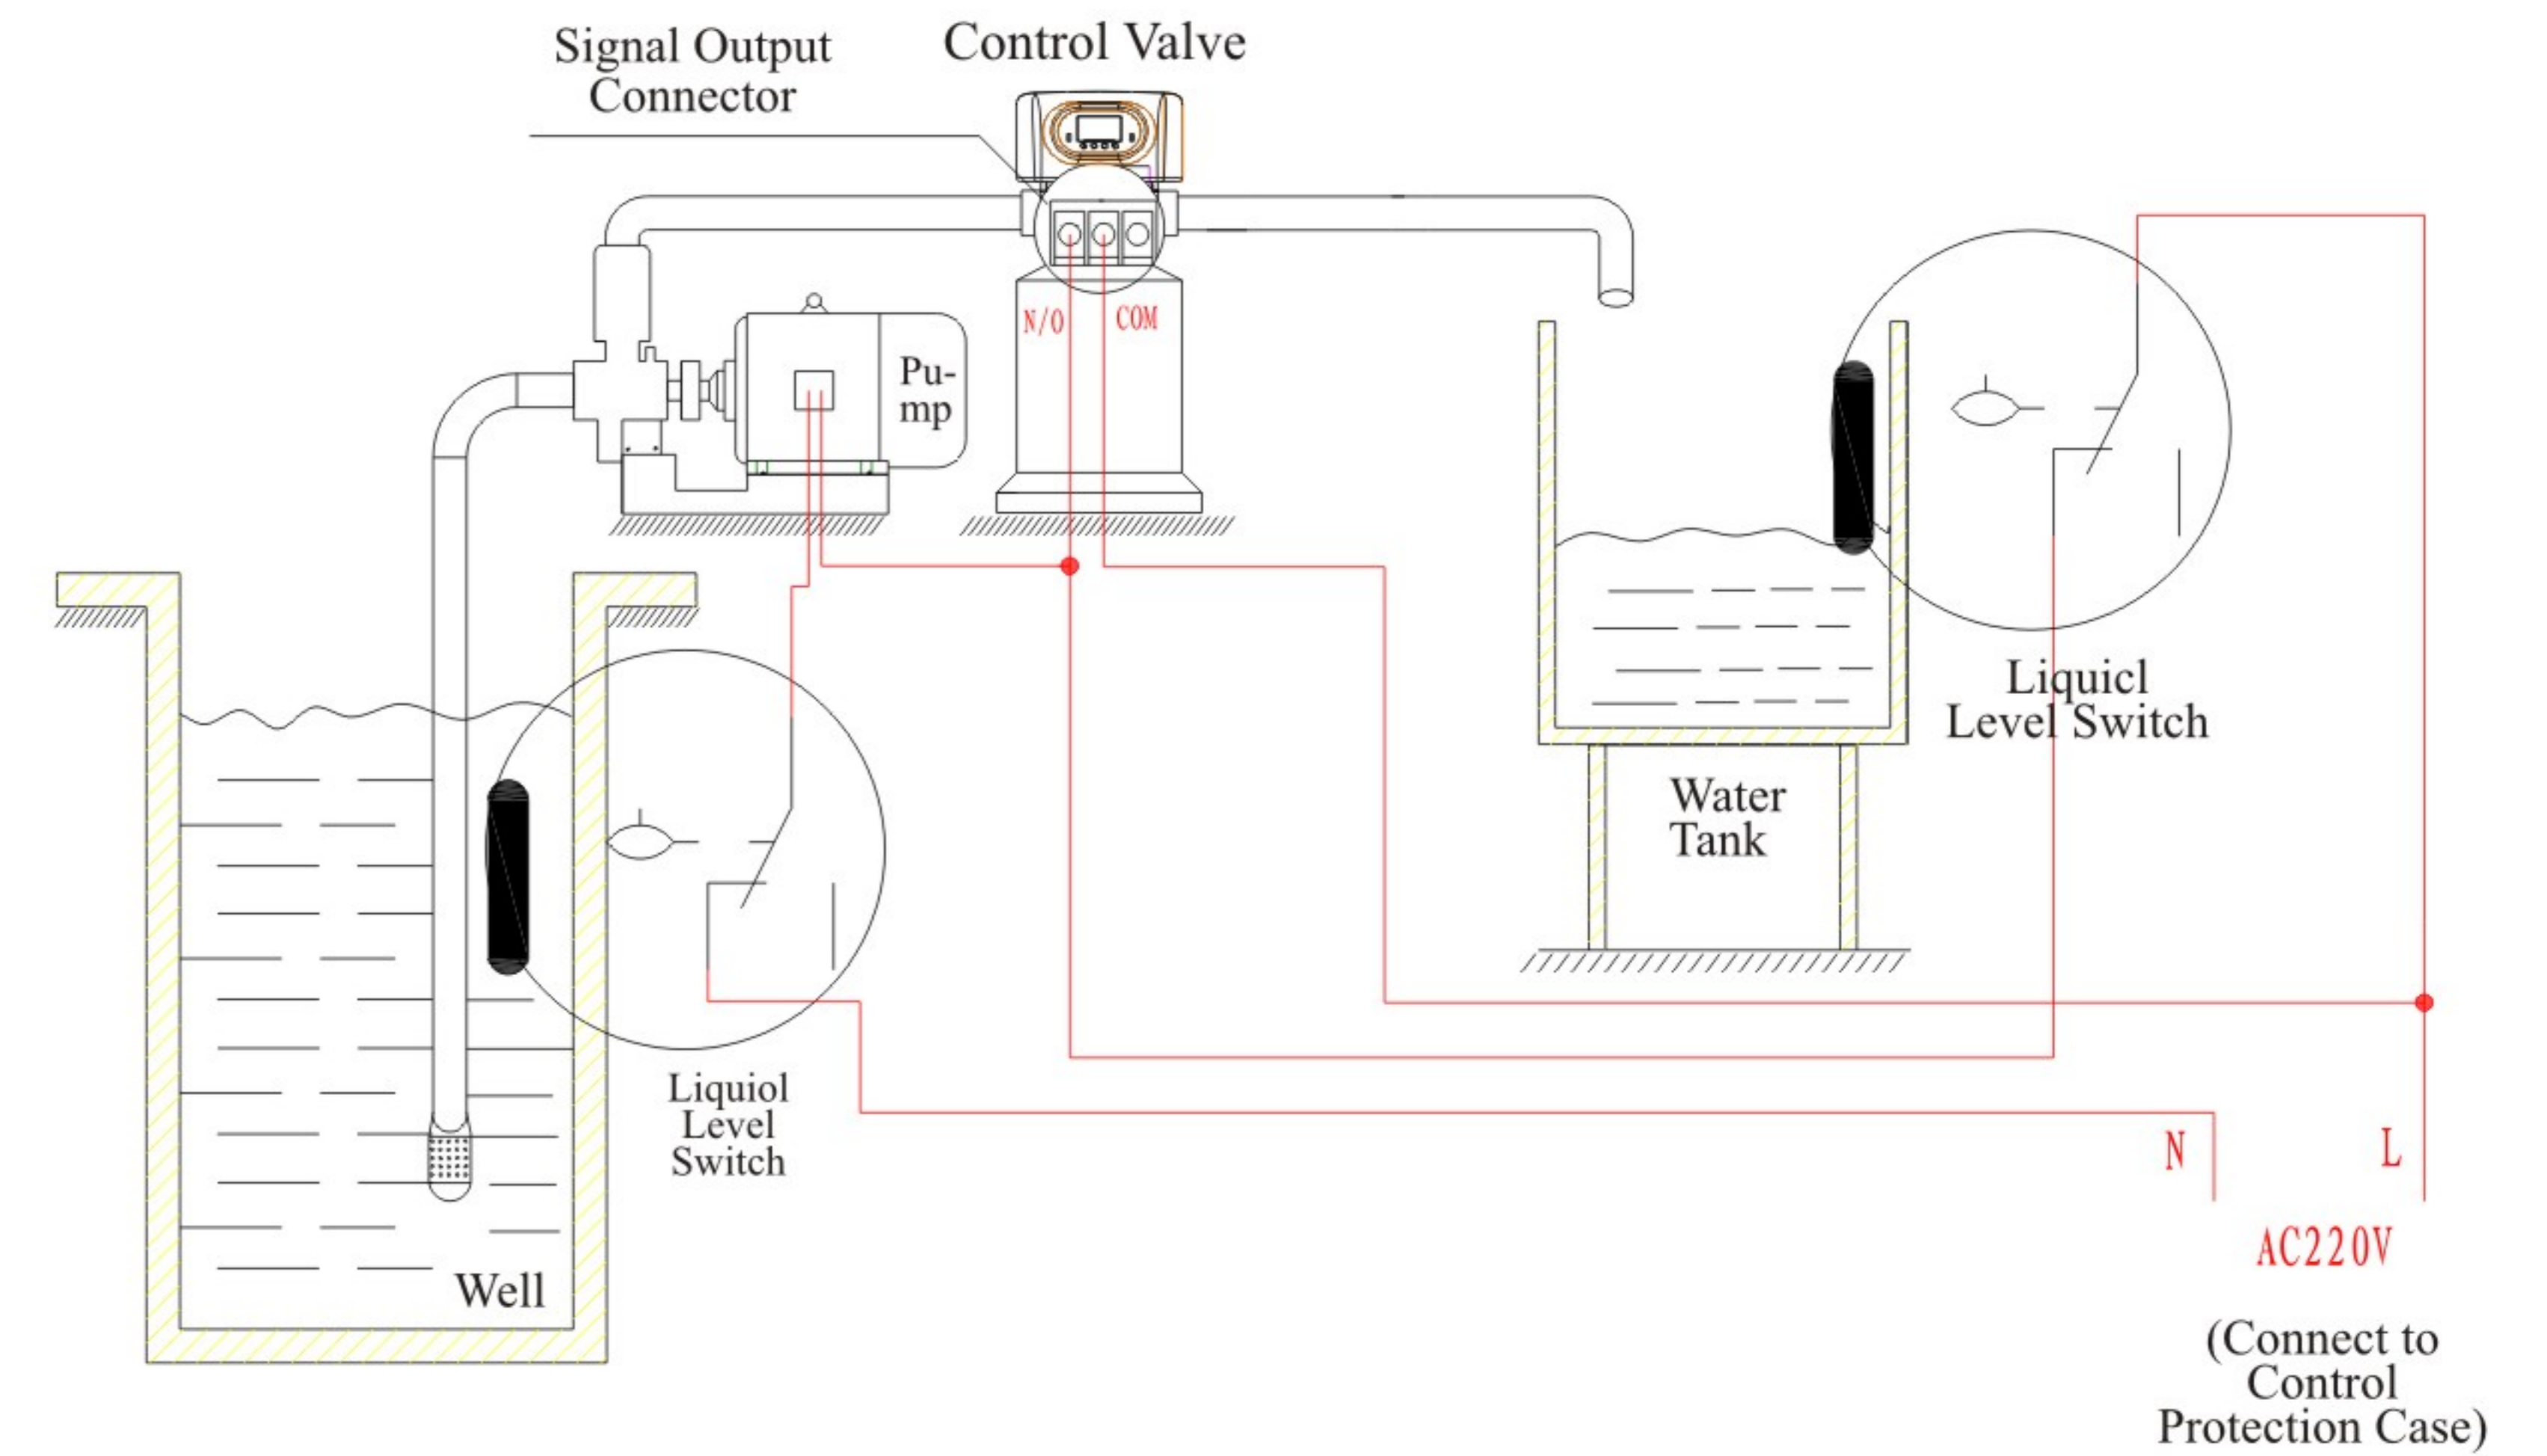 Signal Output
Connector
Control Valve
N/O
COM
Pu-
mp
Liquicl
Level Switch
Water
Tank
Liquiol
Level
Switch
Well
N
L
AC220V
(Connect to
Control
Protection Case)